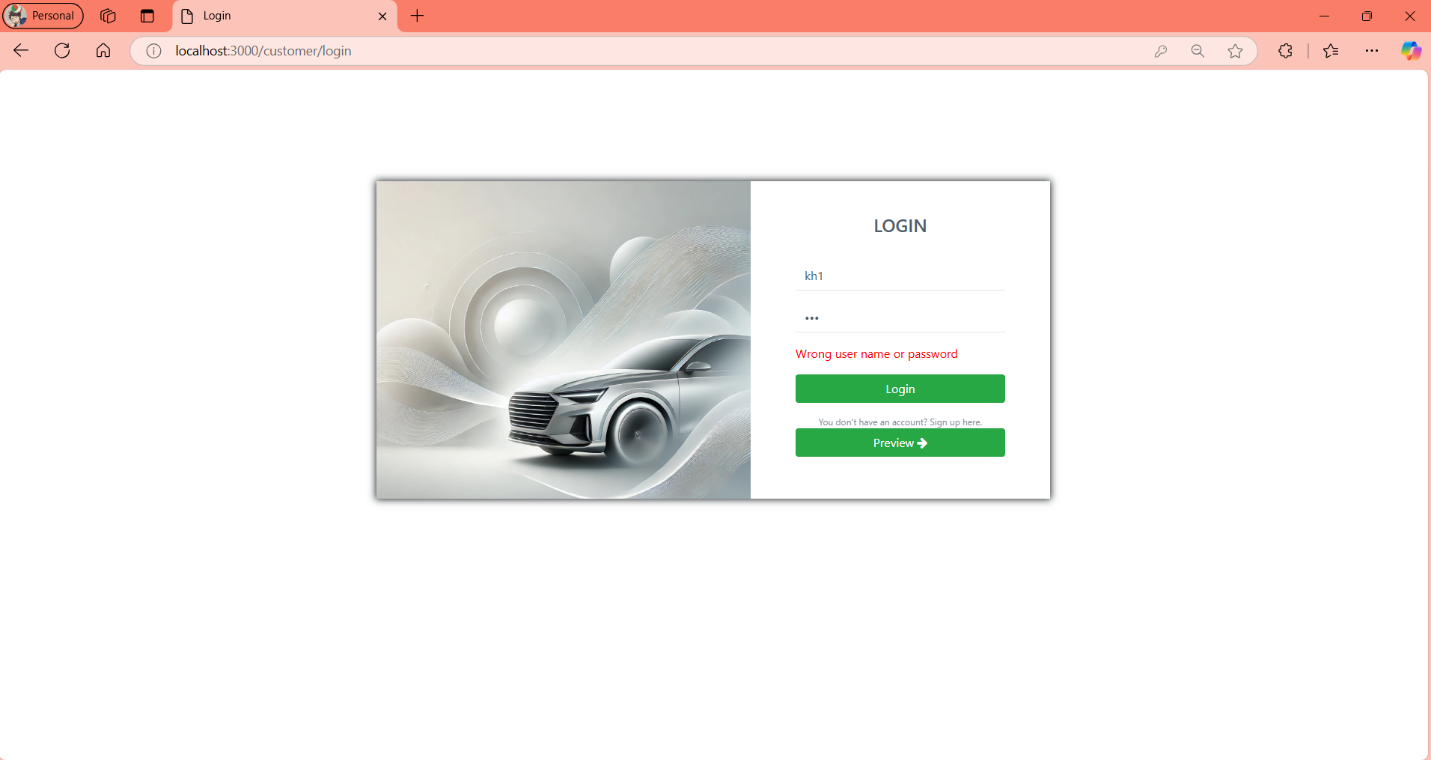 Personal
Login
localhost:3000/customer/login
LOGIN
kh1
•••
Wrong user name or password
Login
You don't have an account? Sign up here.
Preview